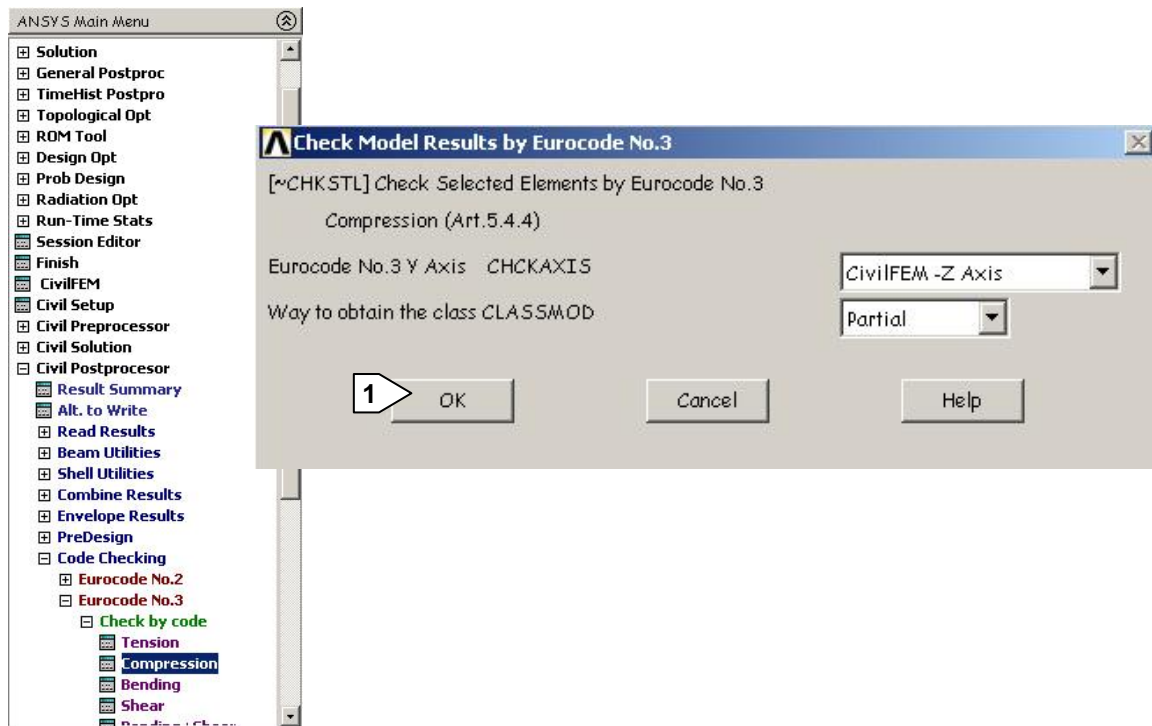 ANSYS Main Menu
Solution
General Postproc
TimeHist Postpro
Topological Opt
ROM Tool
Design Opt
Prob Design
Radiation Opt
Run-Time Stats
Session Editor
Finish
CivilFEM
Civil Setup
Civil Preprocessor
Civil Solution
Civil Postprocesor
Result Summary
Alt. to Write
Read Results
Beam Utilities
Shell Utilities
Combine Results
Envelope Results
PreDesign
Code Checking
Eurocode No.2
Eurocode No.3
Check by code
Tension
Compression
Bending
Shear
Check Model Results by Eurocode No.3
[~CHKSTL] Check Selected Elements by Eurocode No.3
Compression (Art.5.4.4)
Eurocode No.3 Y Axis CHCKAXIS
CivilFEM -Z Axis
Way to obtain the class CLASSMOD
Partial
1
OK Cancel Help